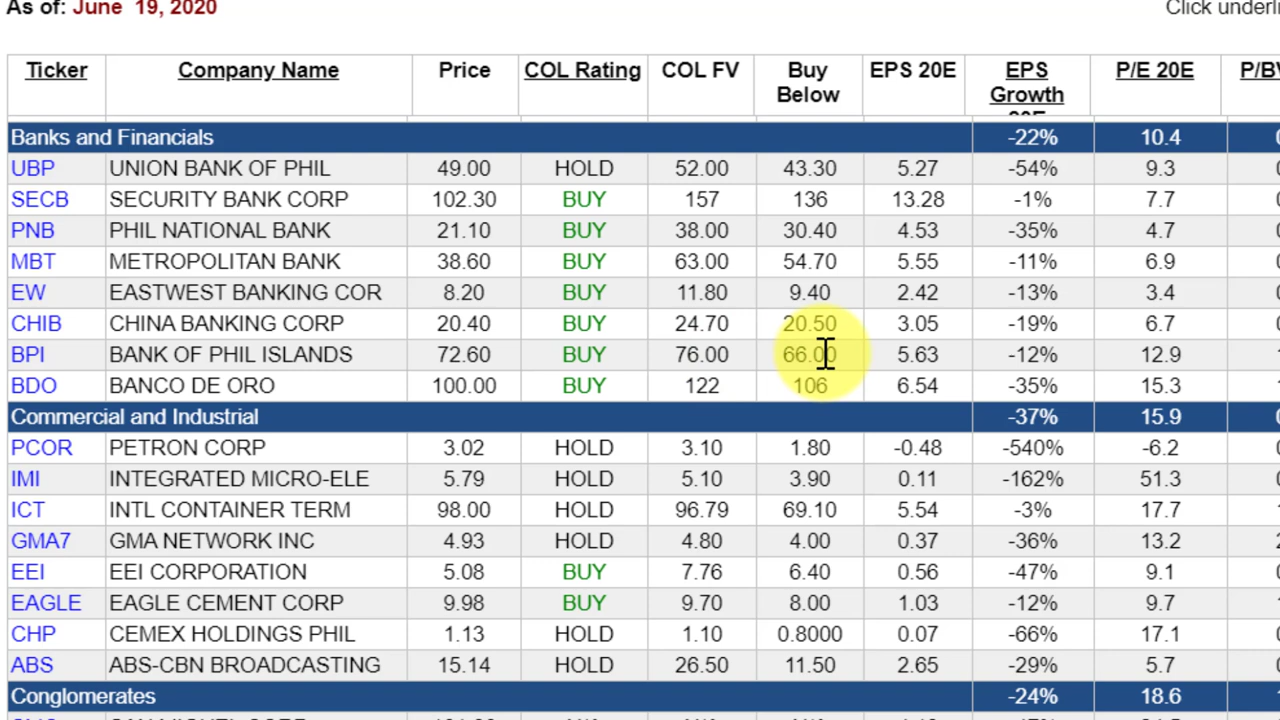 As of: June 19, 2020 Click underli
Ticker Company Name Price COL Rating COL FV Buy Below EPS 20E EPS Growth P/E 20E P/B
Banks and Financials -22% 10.4
UBP UNION BANK OF PHIL 49.00 HOLD 52.00 43.30 5.27 -54% 9.3
SECB SECURITY BANK CORP 102.30 BUY 157 136 13.28 -1% 7.7
PNB PHIL NATIONAL BANK 21.10 BUY 38.00 30.40 4.53 -35% 4.7
MBT METROPOLITAN BANK 38.60 BUY 63.00 54.70 5.55 -11% 6.9
EW EASTWEST BANKING COR 8.20 BUY 11.80 9.40 2.42 -13% 3.4
CHIB CHINA BANKING CORP 20.40 BUY 24.70 20.50 3.05 -19% 6.7
BPI BANK OF PHIL ISLANDS 72.60 BUY 76.00 66.00 5.63 -12% 12.9
BDO BANCO DE ORO 100.00 BUY 122 106 6.54 -35% 15.3
Commercial and Industrial -37% 15.9
PCOR PETRON CORP 3.02 HOLD 3.10 1.80 -0.48 -540% -6.2
IMI INTEGRATED MICRO-ELE 5.79 HOLD 5.10 3.90 0.11 -162% 51.3
ICT INTL CONTAINER TERM 98.00 HOLD 96.79 69.10 5.54 -3% 17.7
GMA7 GMA NETWORK INC 4.93 HOLD 4.80 4.00 0.37 -36% 13.2
EEI EEI CORPORATION 5.08 BUY 7.76 6.40 0.56 -47% 9.1
EAGLE EAGLE CEMENT CORP 9.98 BUY 9.70 8.00 1.03 -12% 9.7
CHP CEMEX HOLDINGS PHIL 1.13 HOLD 1.10 0.8000 0.07 -66% 17.1
ABS ABS-CBN BROADCASTING 15.14 HOLD 26.50 11.50 2.65 -29% 5.7
Conglomerates -24% 18.6